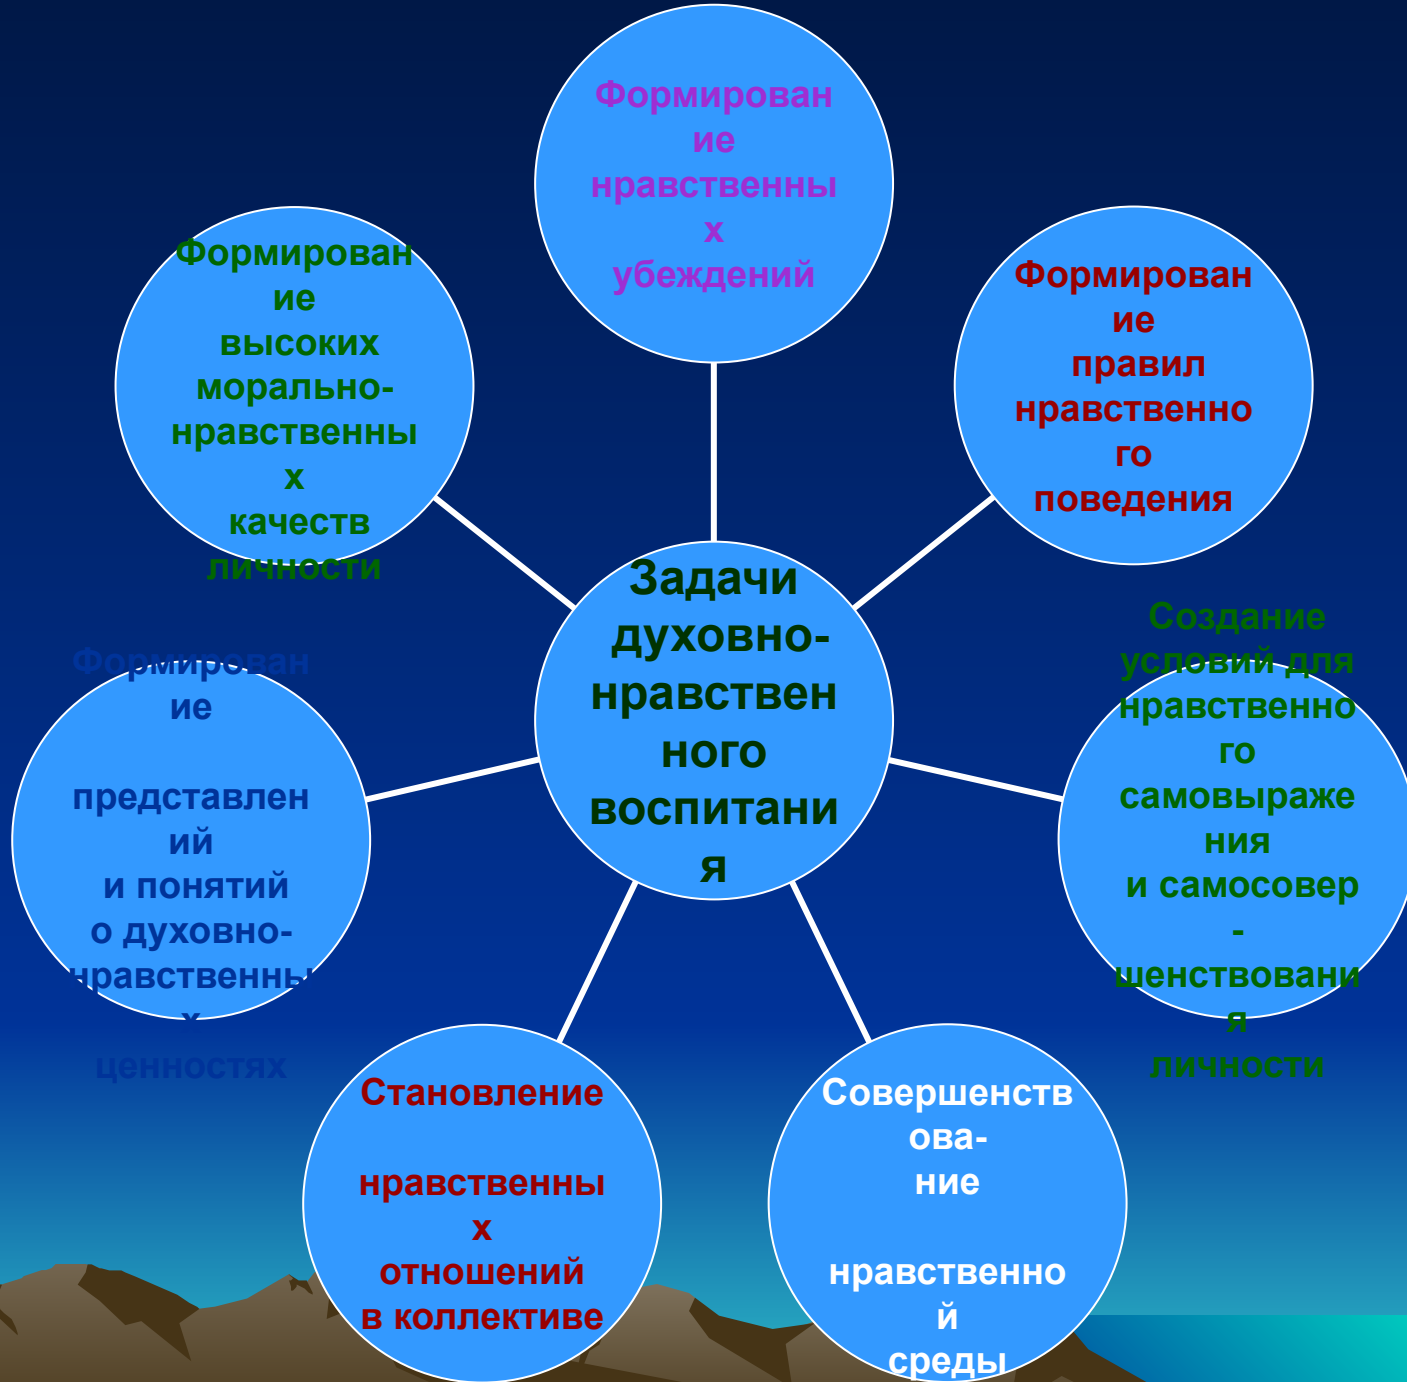 Формирован
ие
нравственны
х
убеждений
Формирован
ие
правил
нравственно
го
поведения
Создание
условий для
нравственно
го
самовыраже
ния
и самосовер
-
шенствовани
я
личности
Совершенств
ова-
ние
нравственно
й
среды
Становление
нравственны
х
отношений
в коллективе
Формирован
ие
представлен
ий
и понятий
о духовно-
нравственны
х
ценностях
Формирован
ие
высоких
морально-
нравственны
х
качеств
личности
Задачи
духовно-
нравствен
ного
воспитани
я